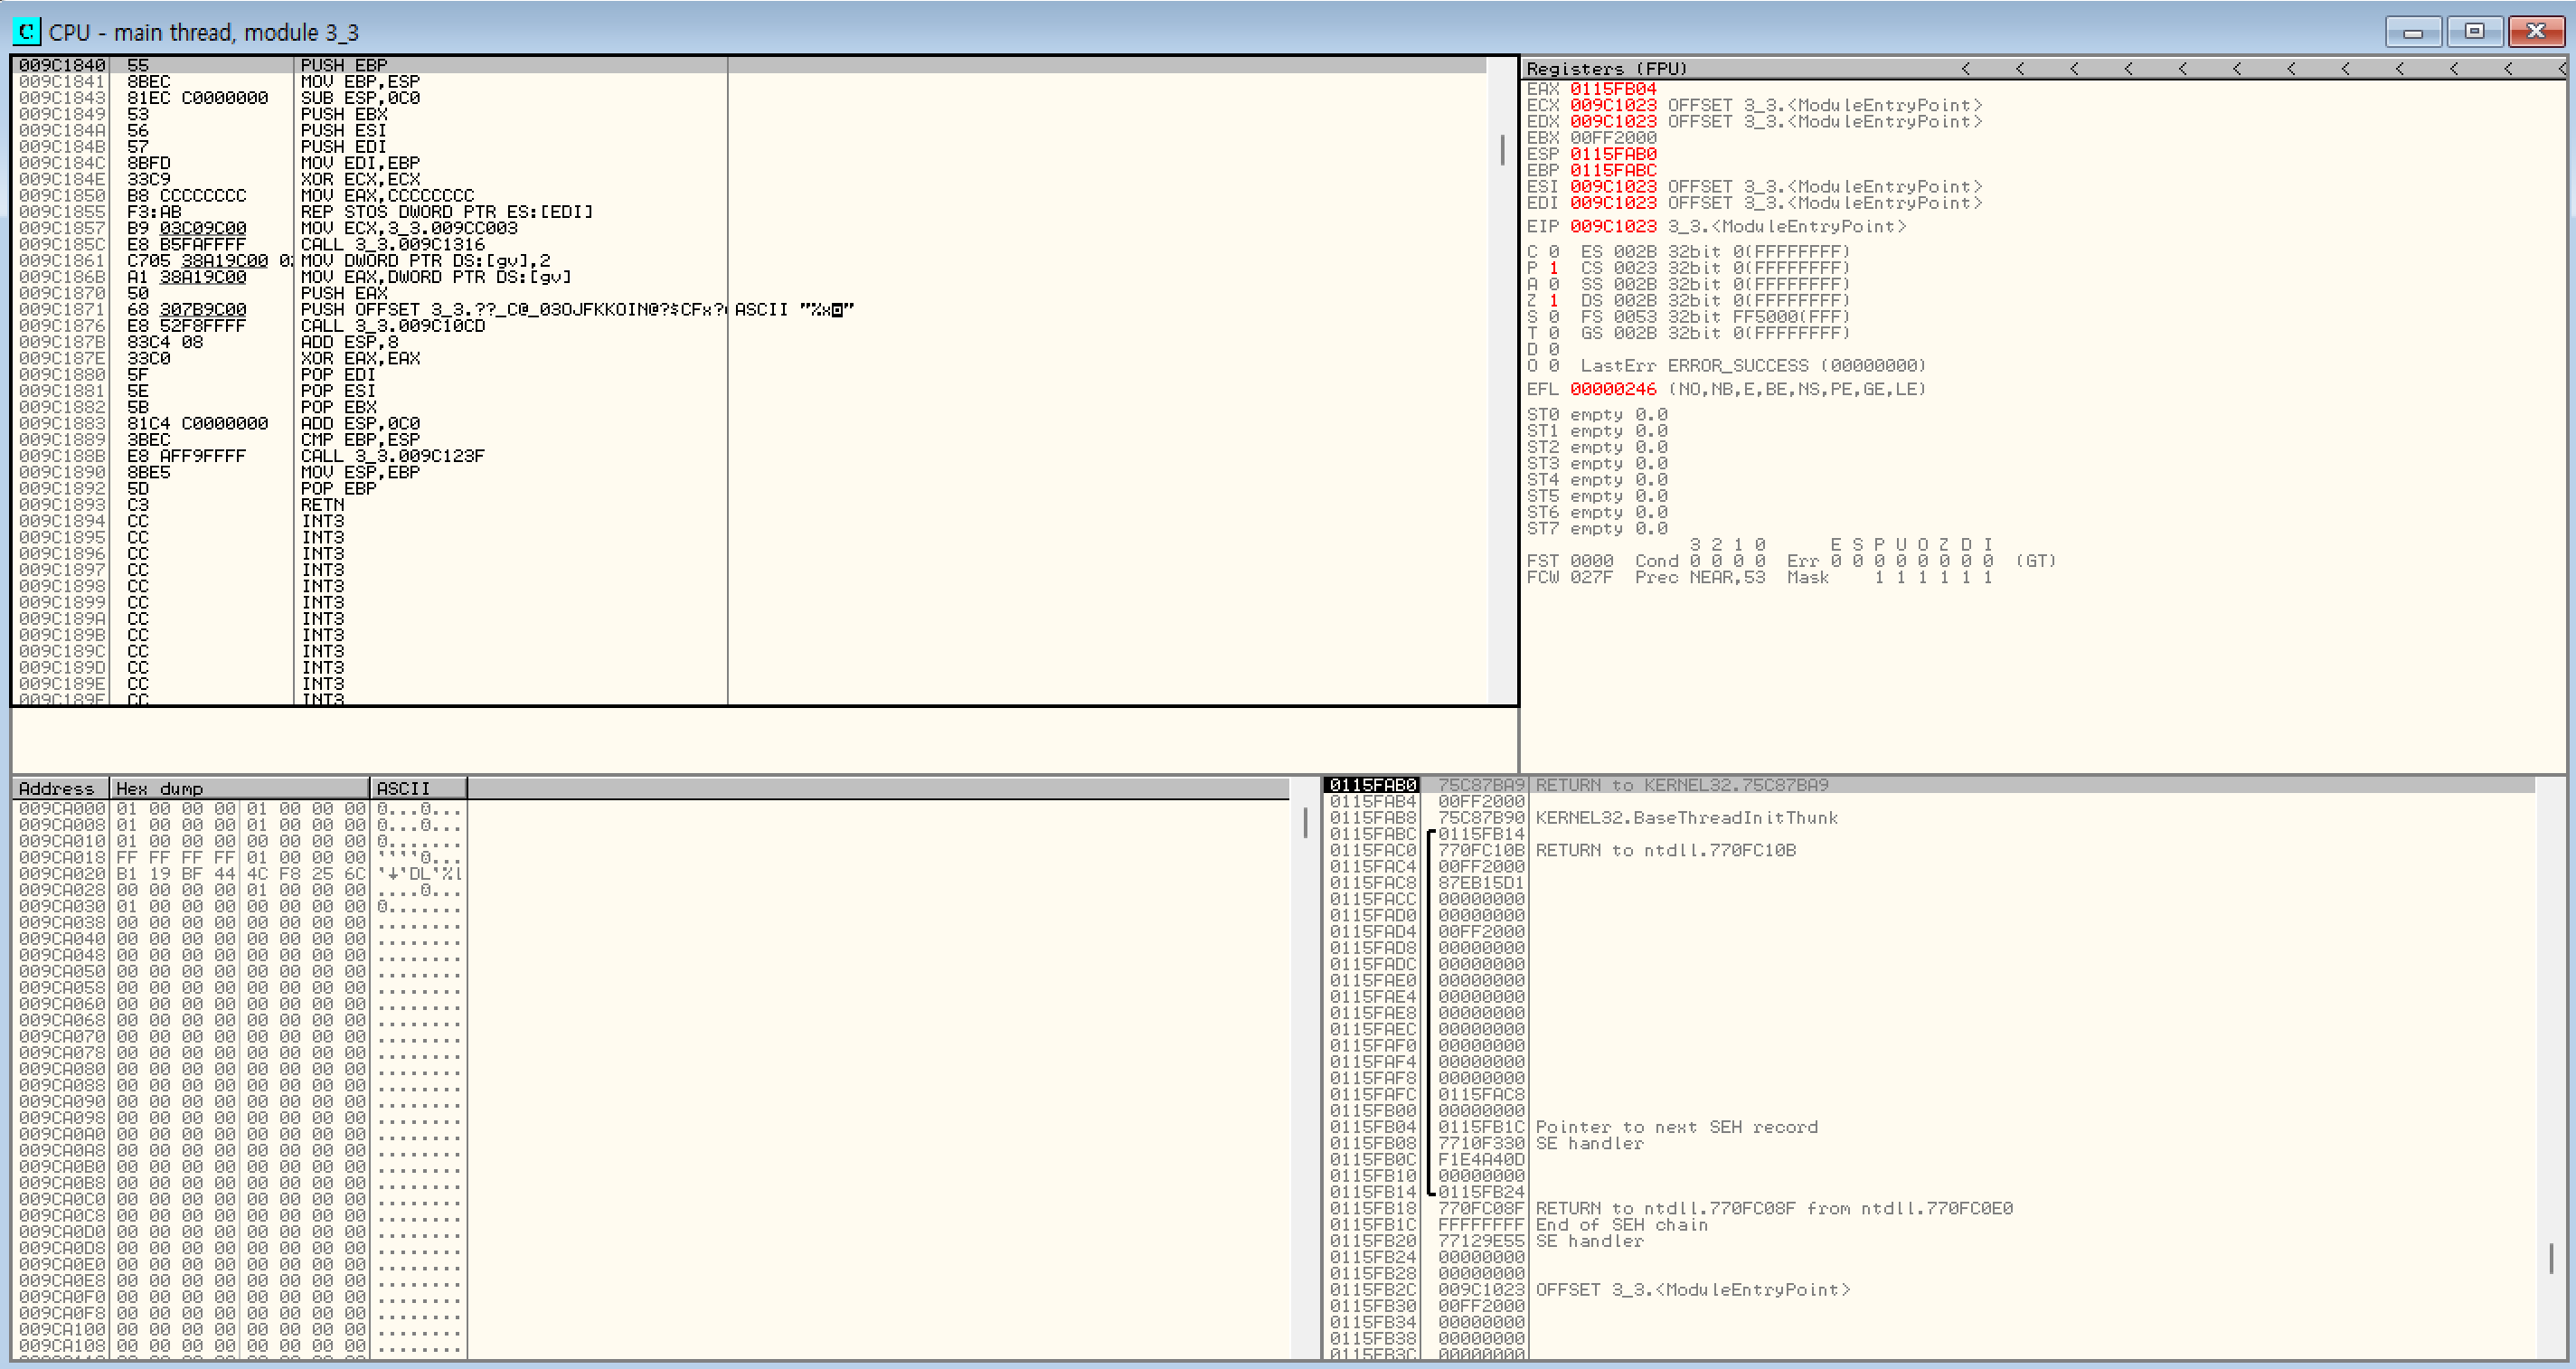 CPU - main thread, module 3_3
009C1840 55 PUSH EBP
009C1841 8BEC MOV EBP,ESP
009C1843 81EC C0000000 SUB ESP,0C0
009C1849 53 PUSH EBX
009C184A 56 PUSH ESI
009C184B 57 PUSH EDI
009C184C 8BFD MOV EDI,EBP
009C184E 33C9 XOR ECX,ECX
009C1850 B8 CCCCCCCC MOV EAX,CCCCCCCC
009C1855 F3:AB REP STOS DWORD PTR ES:[EDI]
009C1857 B9 03C09C00 MOV ECX,3_3.009CC003
009C185C E8 B5FAFFFF CALL 3_3.009C1316
009C1861 C705 38A19C00 0 MOV DWORD PTR DS:[gv],2
009C186B A1 38A19C00 MOV EAX,DWORD PTR DS:[gv]
009C1870 50 PUSH EAX
009C1871 68 307B9C00 PUSH OFFSET 3_3.??_C@_03OJFKKOIN@?$CFx?( ASCII "%x◘"
009C1876 E8 52F8FFFF CALL 3_3.009C10CD
009C187B 83C4 08 ADD ESP,8
009C187E 33C0 XOR EAX,EAX
009C1880 5F POP EDI
009C1881 5E POP ESI
009C1882 5B POP EBX
009C1883 81C4 C0000000 ADD ESP,0C0
009C1889 3BEC CMP EBP,ESP
009C188B E8 AFF9FFFF CALL 3_3.009C123F
009C1890 8BE5 MOV ESP,EBP
009C1892 5D POP EBP
009C1893 C3 RETN
009C1894 CC INT3
009C1895 CC INT3
009C1896 CC INT3
009C1897 CC INT3
009C1898 CC INT3
009C1899 CC INT3
009C189A CC INT3
009C189B CC INT3
009C189C CC INT3
009C189D CC INT3
009C189E CC INT3
009C189F CC INT3
Registers (FPU) < < < < < < < < < < < <
EAX 0115FB04
ECX 009C1023 OFFSET 3_3.<ModuleEntryPoint>
EDX 009C1023 OFFSET 3_3.<ModuleEntryPoint>
EBX 00FF2000
ESP 0115FAB0
EBP 0115FABC
ESI 009C1023 OFFSET 3_3.<ModuleEntryPoint>
EDI 009C1023 OFFSET 3_3.<ModuleEntryPoint>
EIP 009C1023 3_3.<ModuleEntryPoint>
C 0 ES 002B 32bit 0(FFFFFFFF)
P 1 CS 0023 32bit 0(FFFFFFFF)
A 0 SS 002B 32bit 0(FFFFFFFF)
Z 1 DS 002B 32bit 0(FFFFFFFF)
S 0 FS 0053 32bit FF5000(FFF)
T 0 GS 002B 32bit 0(FFFFFFFF)
D 0
O 0 LastErr ERROR_SUCCESS (00000000)
EFL 00000246 (NO,NB,E,BE,NS,PE,GE,LE)
ST0 empty 0.0
ST1 empty 0.0
ST2 empty 0.0
ST3 empty 0.0
ST4 empty 0.0
ST5 empty 0.0
ST6 empty 0.0
ST7 empty 0.0
3 2 1 0 E S P U O Z D I
FST 0000 Cond 0 0 0 0 Err 0 0 0 0 0 0 0 0 (GT)
FCW 027F Prec NEAR,53 Mask 1 1 1 1 1 1
Address Hex dump ASCII
009CA000 01 00 00 00 01 00 00 00 0...0...
009CA008 01 00 00 00 01 00 00 00 0...0...
009CA010 01 00 00 00 00 00 00 00 0.......
009CA018 FF FF FF FF 01 00 00 00 ''''0...
009CA020 B1 19 BF 44 4C F8 25 6C '↓'DL'%l
009CA028 00 00 00 00 01 00 00 00 ....0...
009CA030 01 00 00 00 00 00 00 00 0.......
009CA038 00 00 00 00 00 00 00 00 ........
009CA040 00 00 00 00 00 00 00 00 ........
009CA048 00 00 00 00 00 00 00 00 ........
009CA050 00 00 00 00 00 00 00 00 ........
009CA058 00 00 00 00 00 00 00 00 ........
009CA060 00 00 00 00 00 00 00 00 ........
009CA068 00 00 00 00 00 00 00 00 ........
009CA070 00 00 00 00 00 00 00 00 ........
009CA078 00 00 00 00 00 00 00 00 ........
009CA080 00 00 00 00 00 00 00 00 ........
009CA088 00 00 00 00 00 00 00 00 ........
009CA090 00 00 00 00 00 00 00 00 ........
009CA098 00 00 00 00 00 00 00 00 ........
009CA0A0 00 00 00 00 00 00 00 00 ........
009CA0A8 00 00 00 00 00 00 00 00 ........
009CA0B0 00 00 00 00 00 00 00 00 ........
009CA0B8 00 00 00 00 00 00 00 00 ........
009CA0C0 00 00 00 00 00 00 00 00 ........
009CA0C8 00 00 00 00 00 00 00 00 ........
009CA0D0 00 00 00 00 00 00 00 00 ........
009CA0D8 00 00 00 00 00 00 00 00 ........
009CA0E0 00 00 00 00 00 00 00 00 ........
009CA0E8 00 00 00 00 00 00 00 00 ........
009CA0F0 00 00 00 00 00 00 00 00 ........
009CA0F8 00 00 00 00 00 00 00 00 ........
009CA100 00 00 00 00 00 00 00 00 ........
009CA108 00 00 00 00 00 00 00 00 ........
0115FAB0 75C87BA9 RETURN to KERNEL32.75C87BA9
0115FAB4 00FF2000
0115FAB8 75C87B90 KERNEL32.BaseThreadInitThunk
0115FABC 0115FB14
0115FAC0 770FC10B RETURN to ntdll.770FC10B
0115FAC4 00FF2000
0115FAC8 87EB15D1
0115FACC 00000000
0115FAD0 00000000
0115FAD4 00FF2000
0115FAD8 00000000
0115FADC 00000000
0115FAE0 00000000
0115FAE4 00000000
0115FAE8 00000000
0115FAEC 00000000
0115FAF0 00000000
0115FAF4 00000000
0115FAF8 00000000
0115FAFC 0115FAC8
0115FB00 00000000
0115FB04 0115FB1C Pointer to next SEH record
0115FB08 7710F330 SE handler
0115FB0C F1E4A40D
0115FB10 00000000
0115FB14 0115FB24
0115FB18 770FC08F RETURN to ntdll.770FC08F from ntdll.770FC0E0
0115FB1C FFFFFFFF End of SEH chain
0115FB20 77129E55 SE handler
0115FB24 00000000
0115FB28 00000000
0115FB2C 009C1023 OFFSET 3_3.<ModuleEntryPoint>
0115FB30 00FF2000
0115FB34 00000000
0115FB38 00000000
0115FB3C 00000000